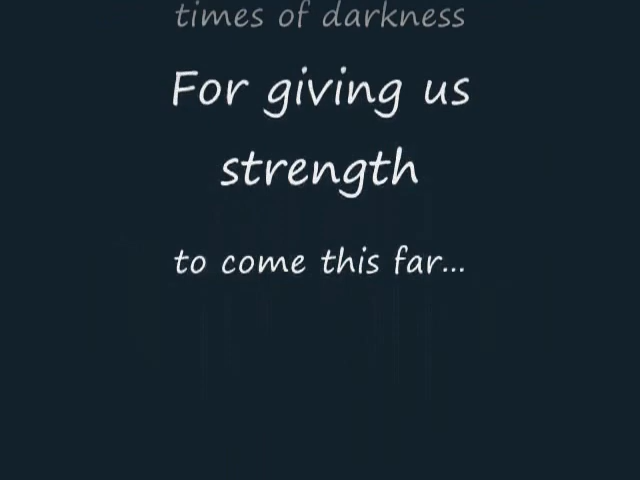 times of darkness
For giving us
strength
to come this far...